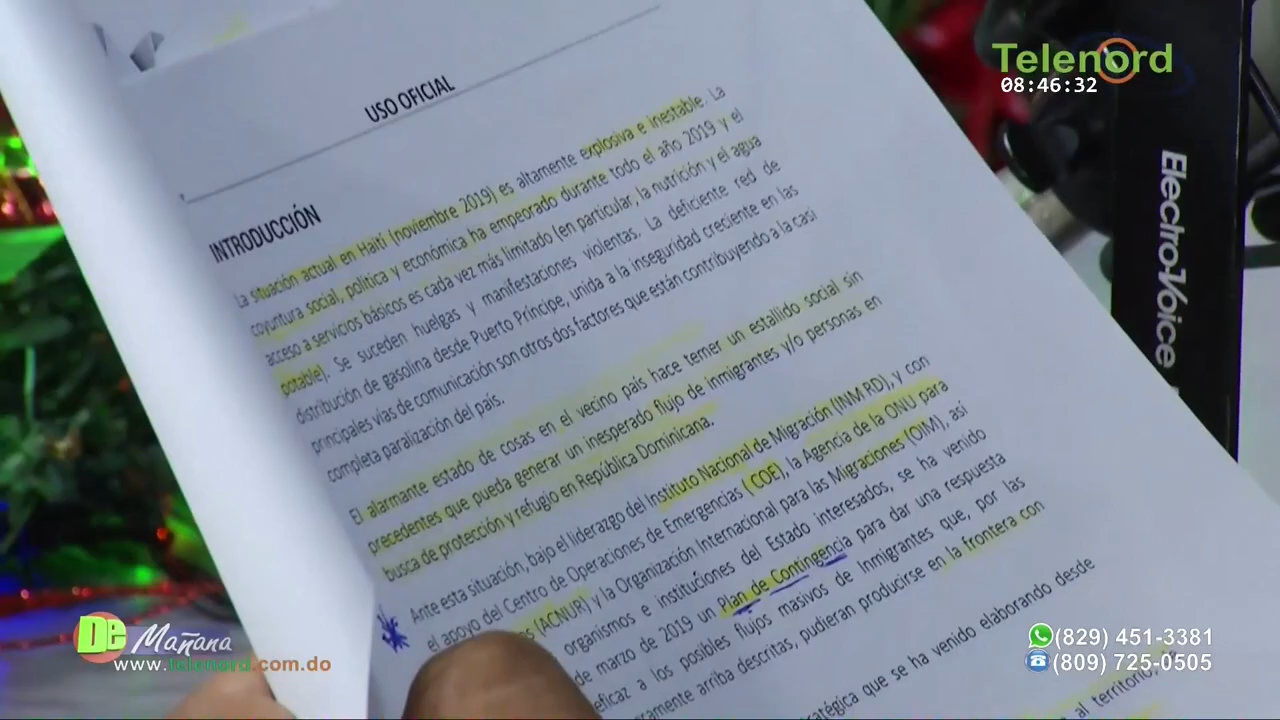 Telenord
08:46:32
Electro-Voice
USO OFICIAL
INTRODUCCIÓN
La situación actual en Haití (noviembre 2019) es altamente explosiva e inestable. La
coyuntura social, política y económica ha empeorado durante todo el año 2019 y el
acceso a servicios básicos es cada vez más limitado (en particular, la nutrición y el agua
potable). Se suceden huelgas y manifestaciones violentas. La deficiente red de
distribución de gasolina desde Puerto Príncipe, unida a la inseguridad creciente en las
principales vías de comunicación son otros dos factores que están contribuyendo a la casi
completa paralización del país.
El alarmante estado de cosas en el vecino país hace temer un estallido social sin
precedentes que pueda generar un inesperado flujo de inmigrantes y/o personas en
busca de protección y refugio en República Dominicana.
Ante esta situación, bajo el liderazgo del Instituto Nacional de Migración (INM RD), y con
el apoyo del Centro de Operaciones de Emergencias ( COE), la Agencia de la ONU para
(ACNUR) y la Organización Internacional para las Migraciones (OIM), así
organismos e instituciones del Estado interesados, se ha venido
de marzo de 2019 un Plan de Contingencia para dar una respuesta
eficaz a los posibles flujos masivos de Inmigrantes que, por las
arriba descritas, pudieran producirse en la frontera con
que se ha venido elaborando desde
al territorio,
De Mañana
www.telenord.com.do
(829) 451-3381
(809) 725-0505